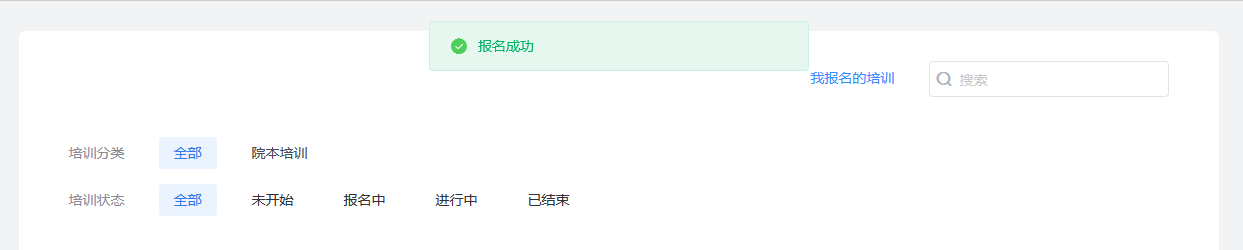 报名成功
我报名的培训
搜索
培训分类 全部 院本培训
培训状态 全部 未开始 报名中 进行中 已结束